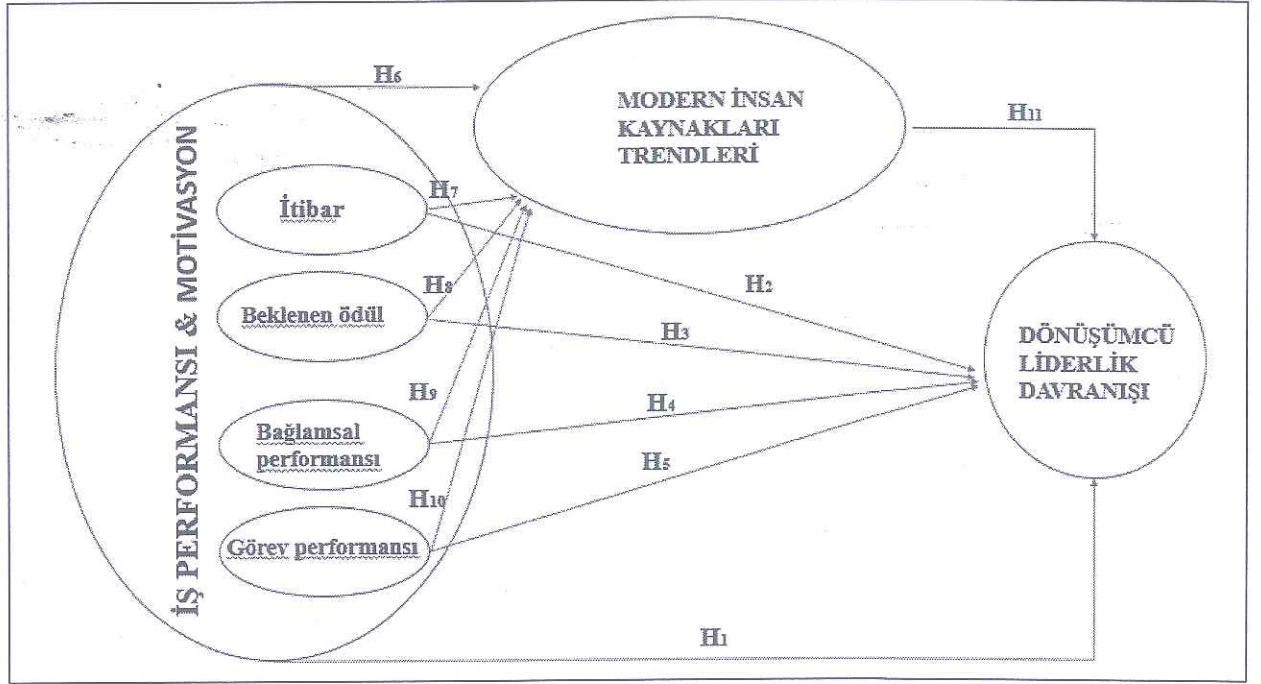 H6
MODERN İNSAN
KAYNAKLARI
TRENDLERİ
H11
İŞ PERFORMANSI & MOTİVASYON
İtibar
H7
H2
Beklenen ödül
H8
H3
DÖNÜŞÜMCÜ
LİDERLİK
DAVRANIŞI
H9
H4
Bağlamsal
performansı
H5
H10
Görev performansı
H1